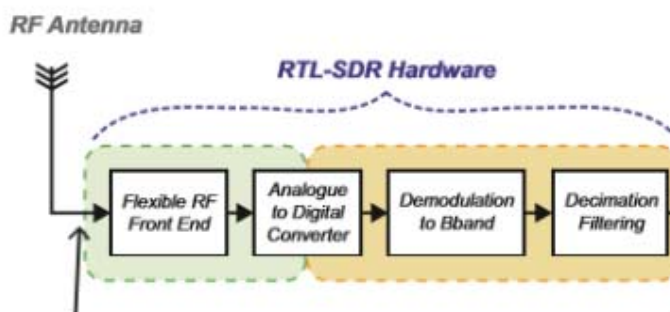 RF Antenna
RTL-SDR Hardware
Flexible RF
Front End
Analogue
to Digital
Converter
Demodulation
to Bband
Decimation
Filtering